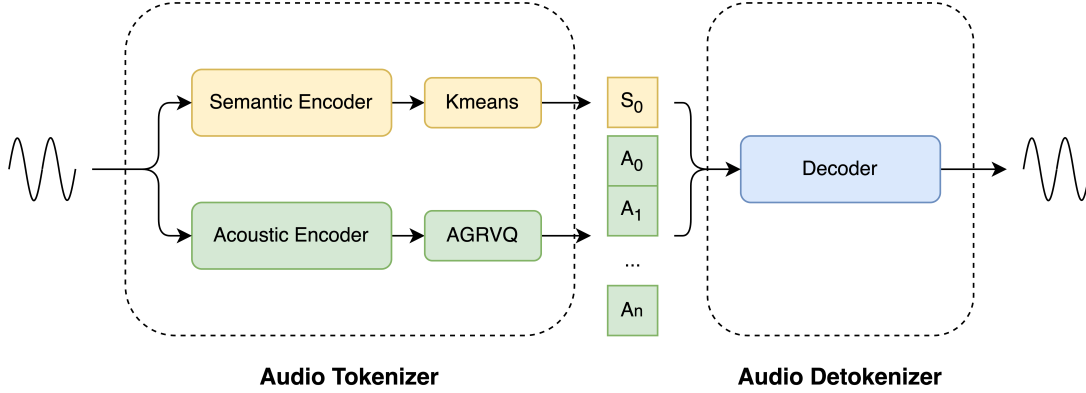 Semantic Encoder
Kmeans
S0
A0
Decoder
A1
Acoustic Encoder
AGRVQ
...
An
Audio Tokenizer
Audio Detokenizer